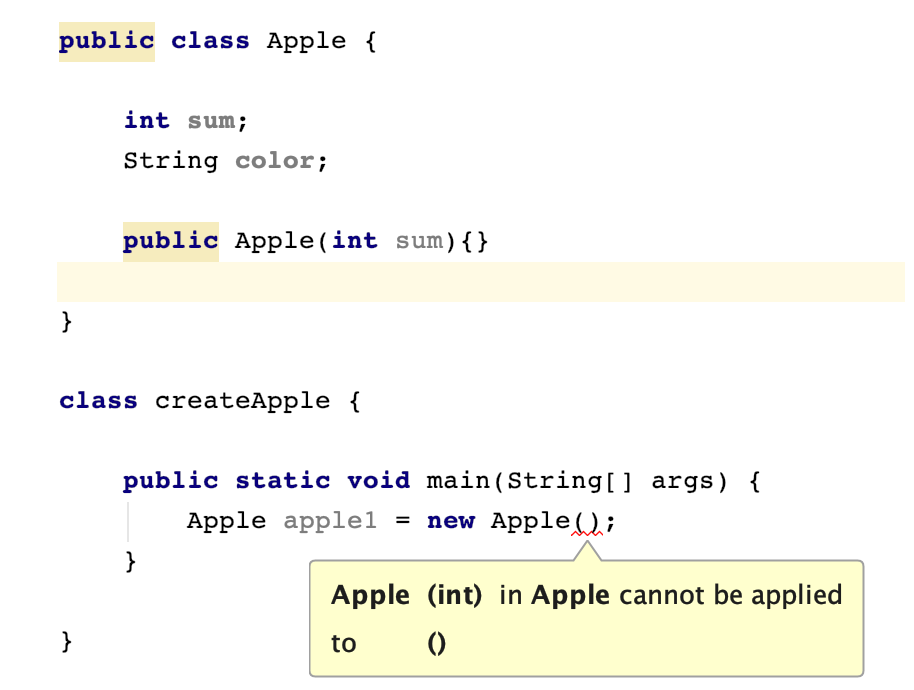 public class Apple {
int sum;
String color;
public Apple(int sum){}
}
class createApple {
public static void main(String[] args) {
Apple apple1 = new Apple();
}
Apple (int) in Apple cannot be applied
to ()
}